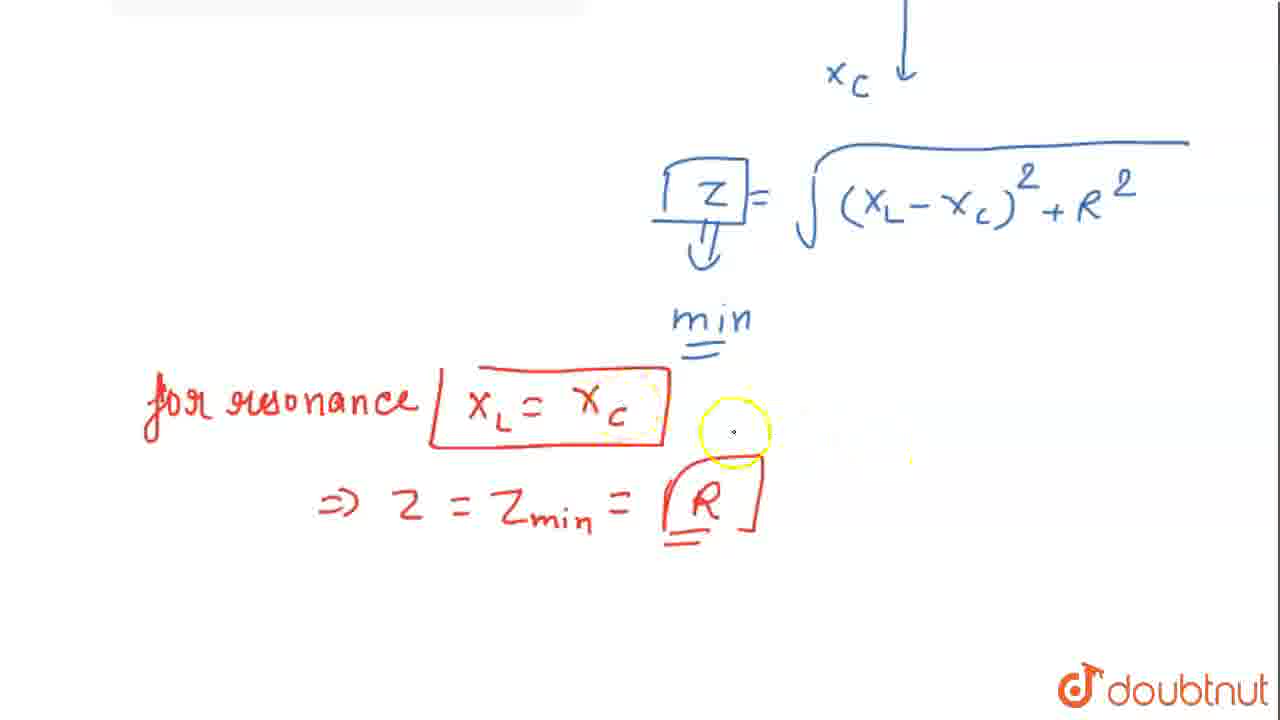 x_C
Z = √((X_L - X_C)² + R²)
min
for resonance X_L = X_C
⇒ Z = Z_min = R
doubtnut